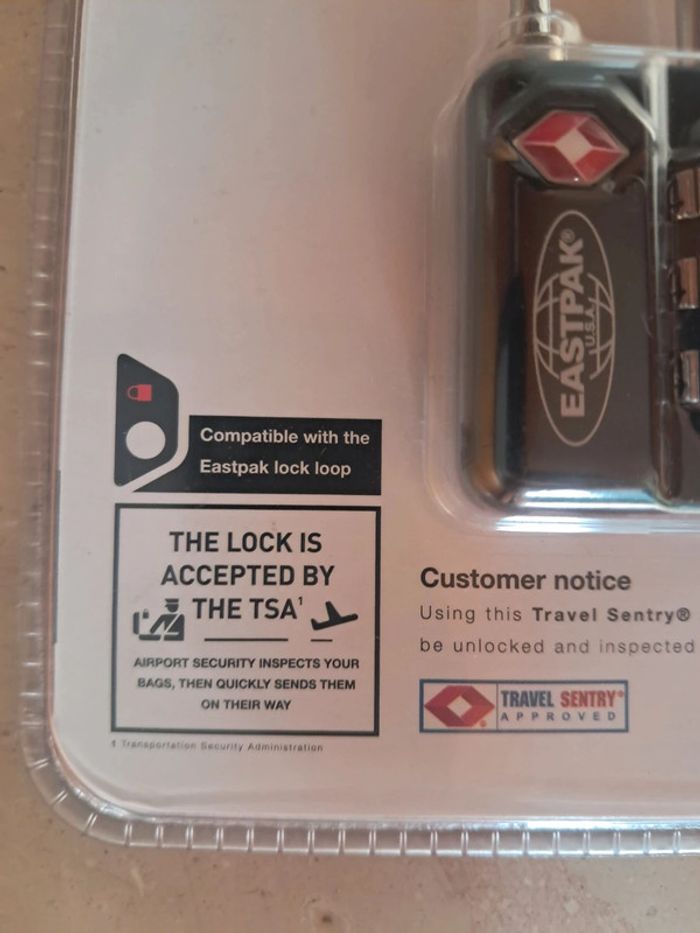 EASTPAK®
U.S.A.
Compatible with the
Eastpak lock loop
THE LOCK IS
ACCEPTED BY
THE TSA¹
AIRPORT SECURITY INSPECTS YOUR
BAGS, THEN QUICKLY SENDS THEM
ON THEIR WAY
1 Transportation Security Administration
Customer notice
Using this Travel Sentry®
be unlocked and inspected
TRAVEL SENTRY®
APPROVED